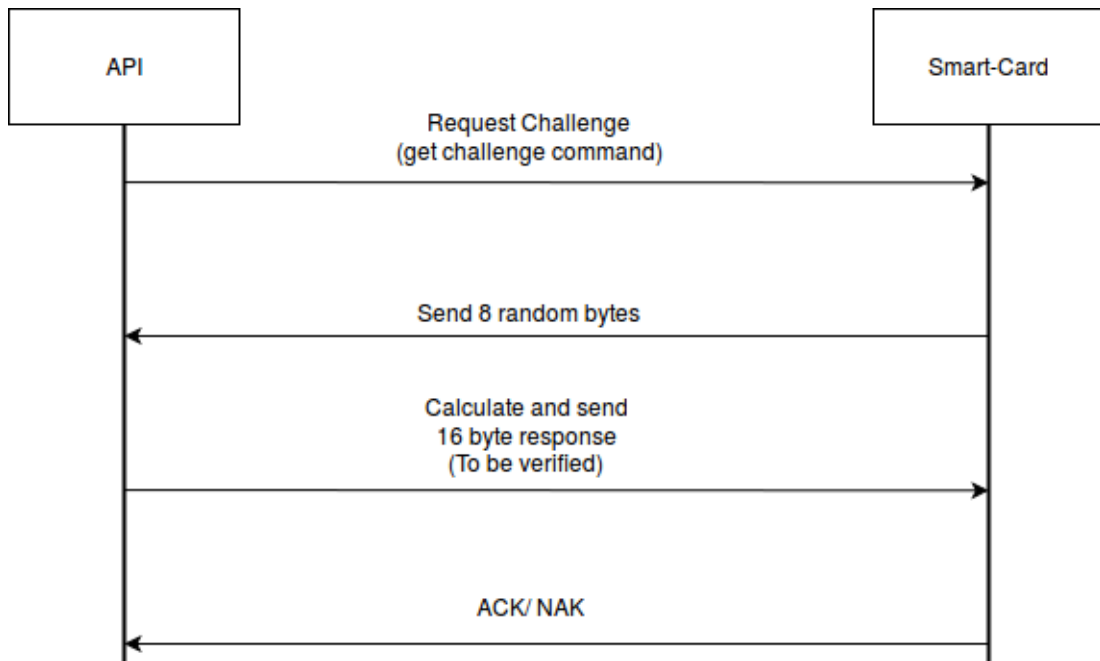 API
Smart-Card
Request Challenge
(get challenge command)
Send 8 random bytes
Calculate and send
16 byte response
(To be verified)
ACK/ NAK